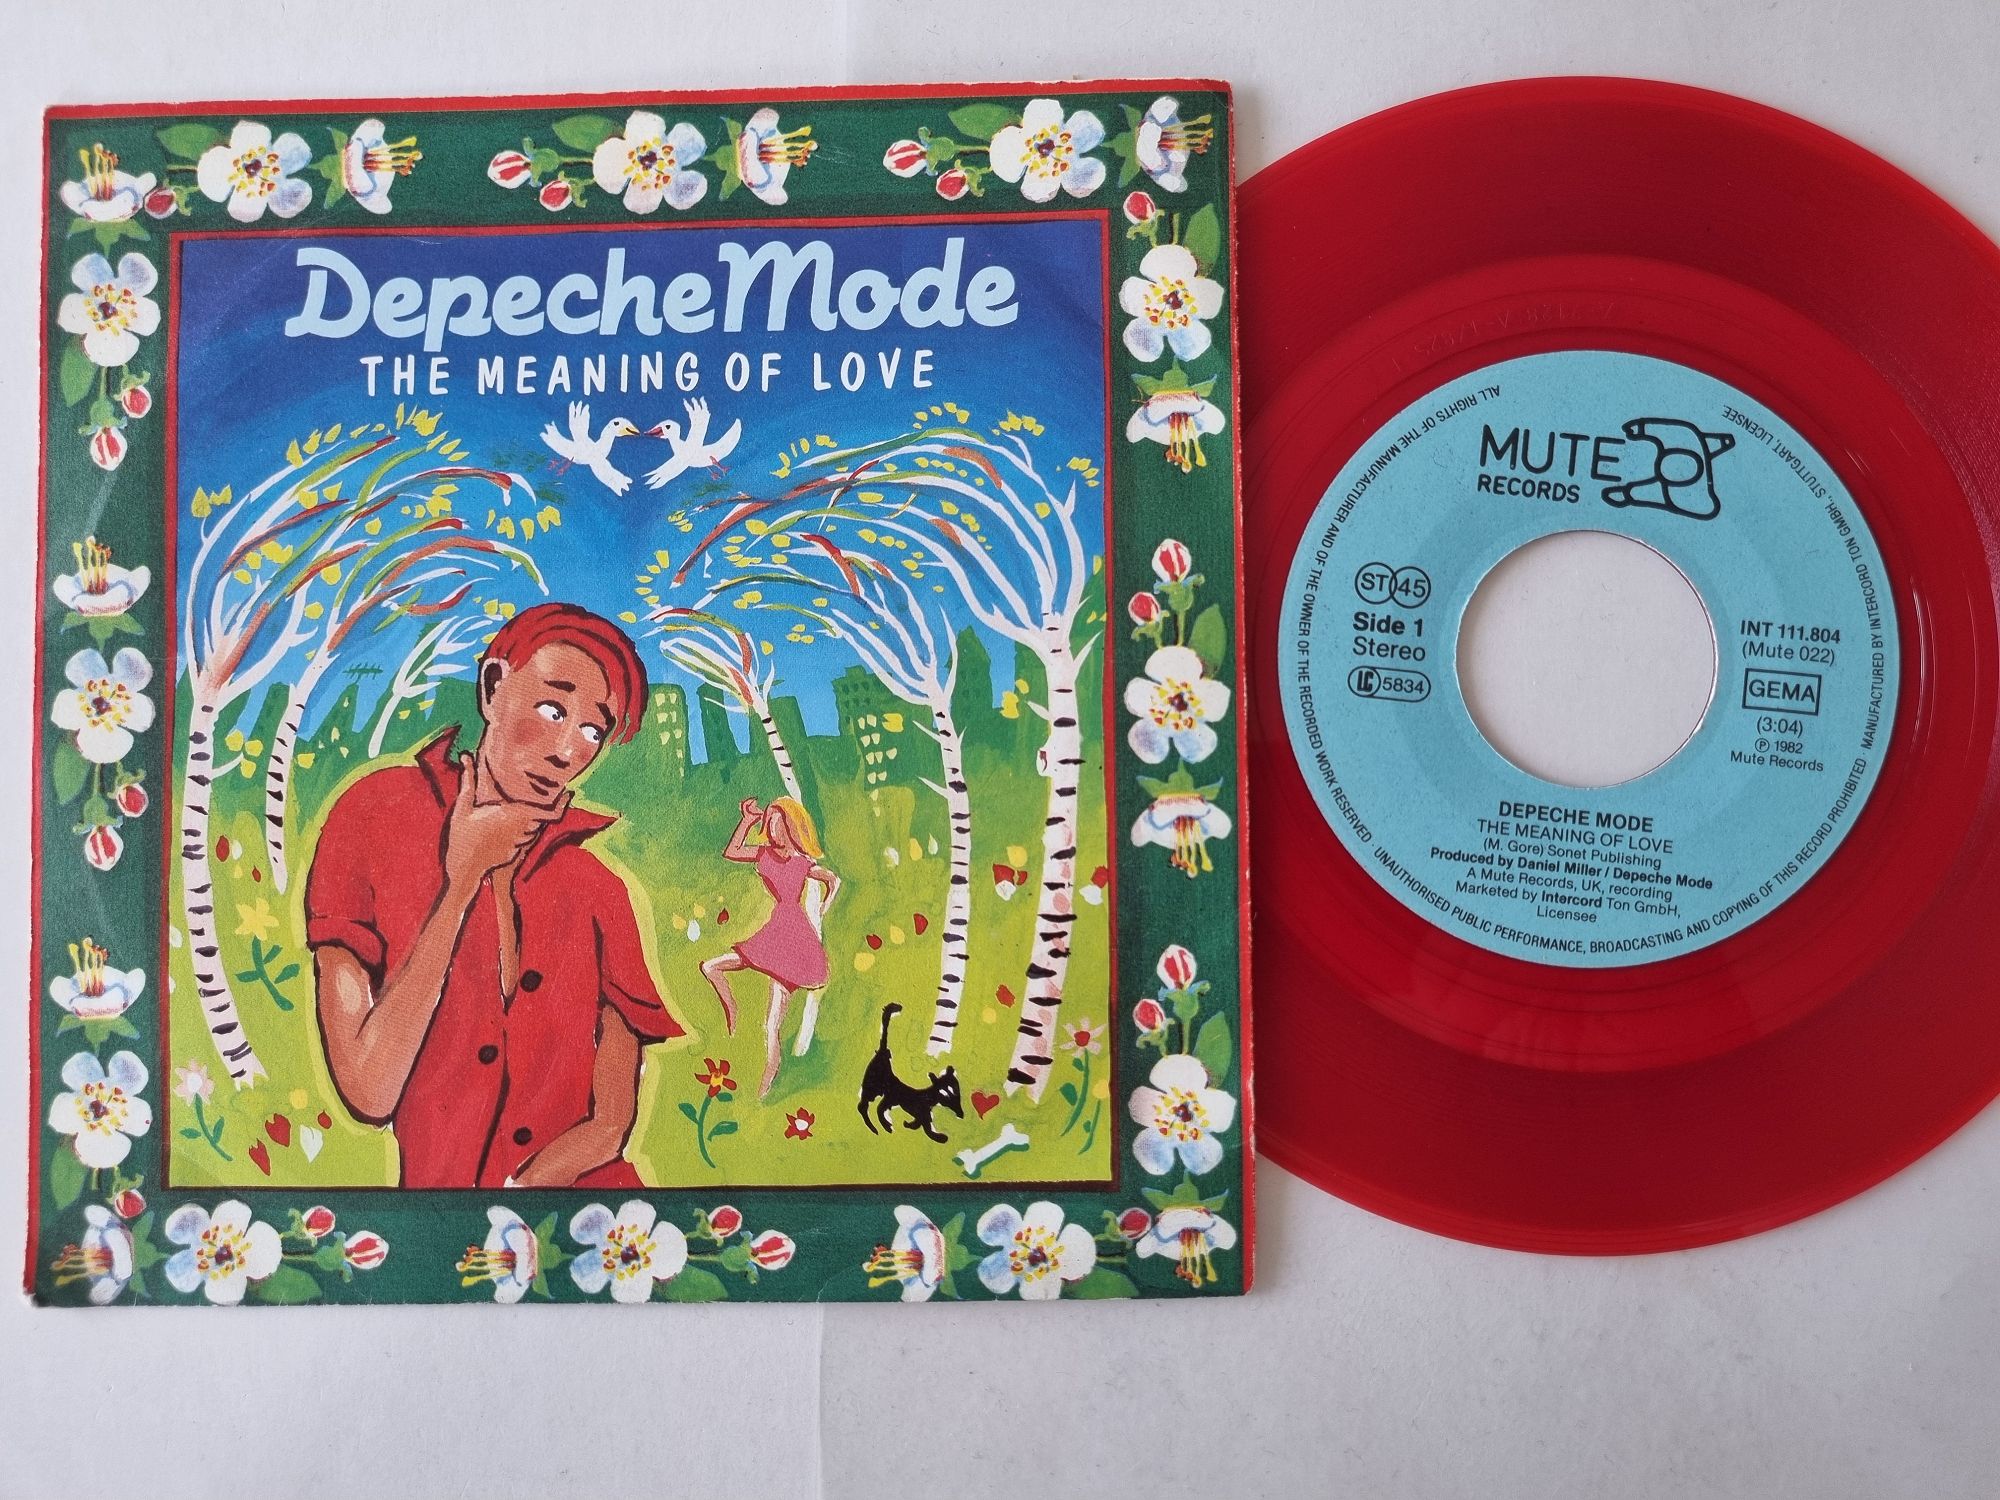 Depeche Mode
THE MEANING OF LOVE
MUTE
RECORDS
ST 45
Side 1
Stereo
LC 5834
INT 111.804
(Mute 022)
GEMA
(3:04)
Ⓟ 1982
Mute Records
DEPECHE MODE
THE MEANING OF LOVE
(M. Gore) Sonet Publishing
Produced by Daniel Miller / Depeche Mode
A Mute Records, UK, recording
Marketed by Intercord Ton GmbH,
Licensee
ALL RIGHTS OF THE MANUFACTURER AND OF THE OWNER OF THE RECORDED WORK RESERVED · UNAUTHORISED PUBLIC PERFORMANCE, BROADCASTING AND COPYING OF THIS RECORD PROHIBITED MANUFACTURED BY INTERCORD TON GMBH., STUTTGART, LICENSEE.